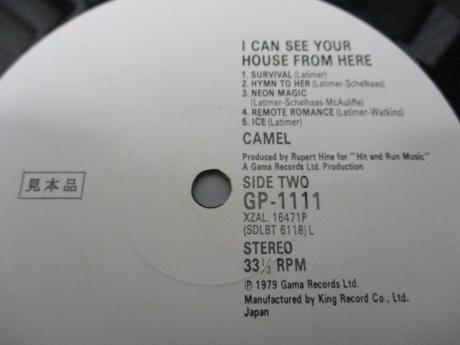 I CAN SEE YOUR
HOUSE FROM HERE
1. SURVIVAL (Latimer)
2. HYMN TO HER (Latimer-Schelhaas)
3. NEON MAGIC
(Latimer-Schelhaas-McAuliffe)
4. REMOTE ROMANCE (Latimer-Watkins)
5. ICE (Latimer)
CAMEL
Produced by Rupert Hine for "Hit and Run Music"
A Gama Records Ltd. Production
SIDE TWO
見本品
GP-1111
XZAL. 16471P
(SDLBT 6118) L
STEREO
33⅓ RPM
℗ 1979 Gama Records Ltd.
Manufactured by King Record Co., Ltd.
Japan